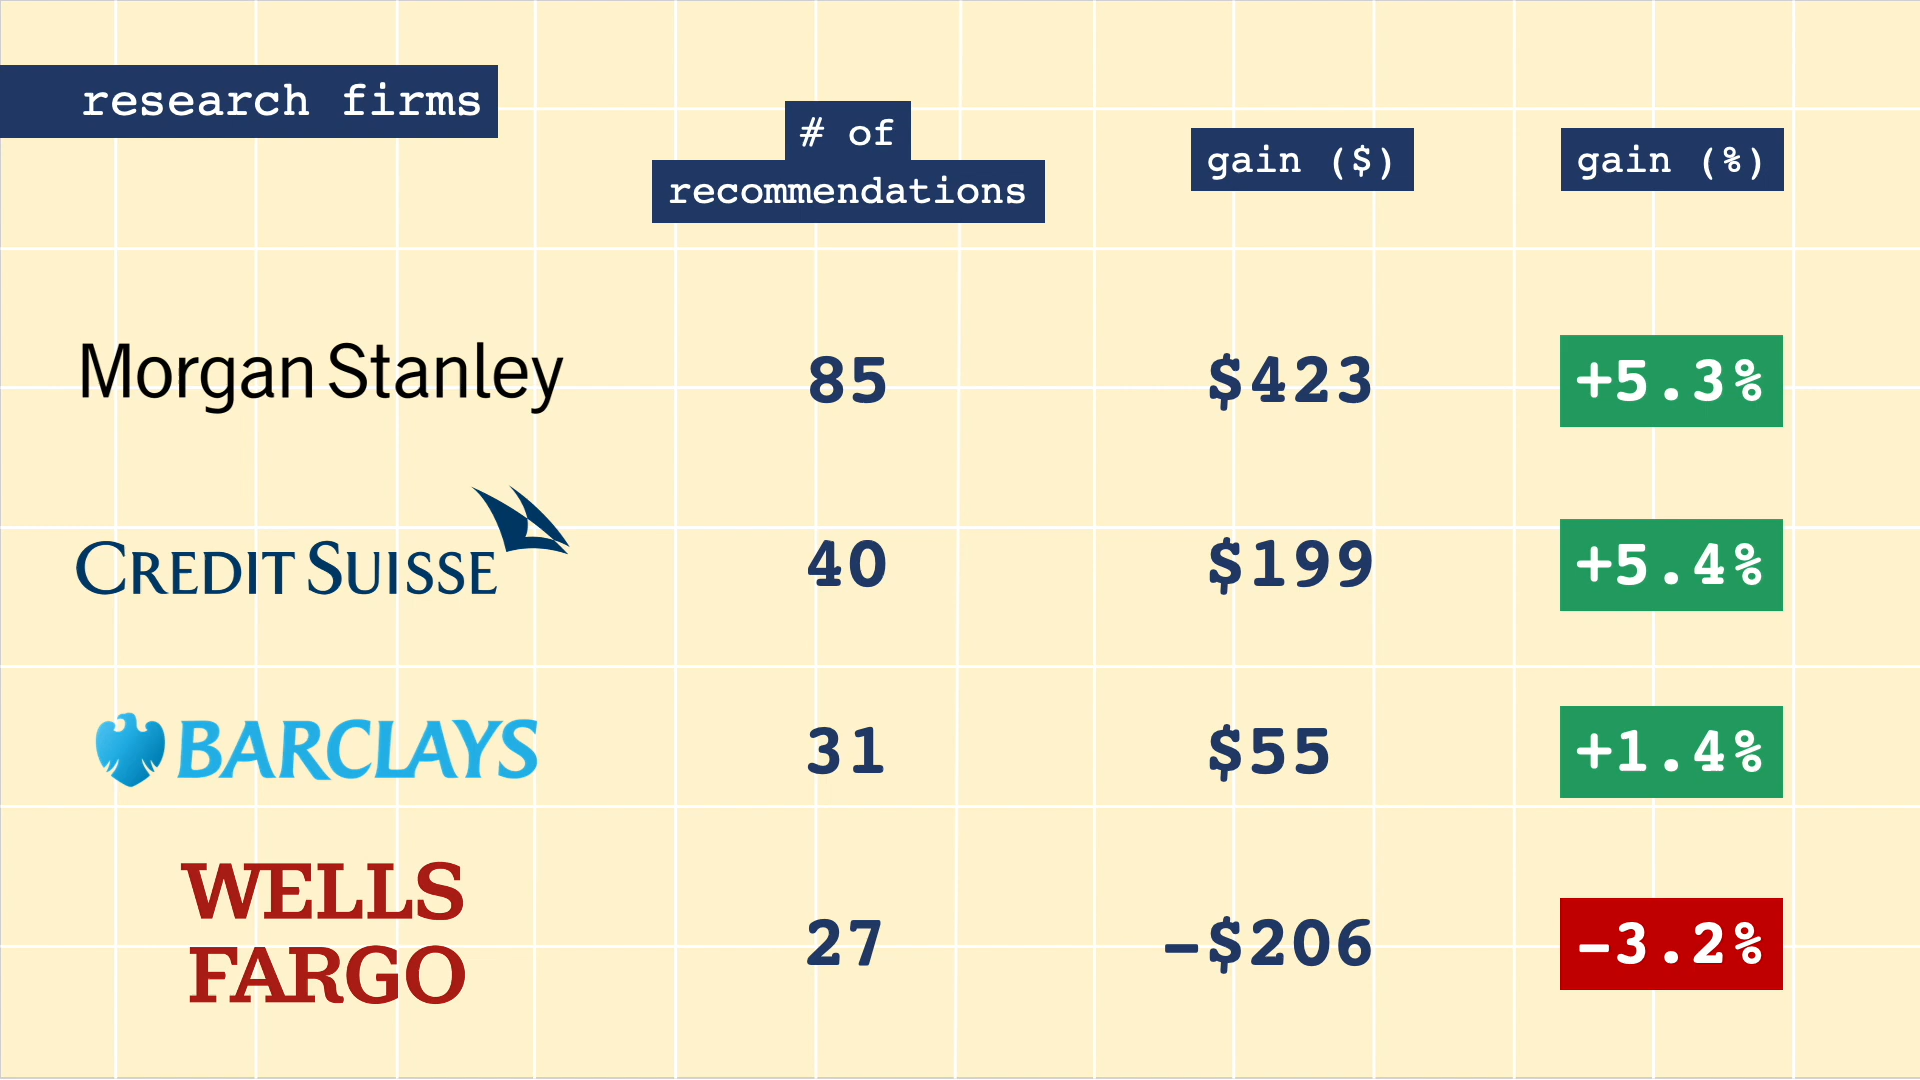 research firms
# of
recommendations
gain ($)
gain (%)
Morgan Stanley
85
$423
+5.3%
CREDIT SUISSE
40
$199
+5.4%
BARCLAYS
31
$55
+1.4%
WELLS
FARGO
27
-$206
-3.2%